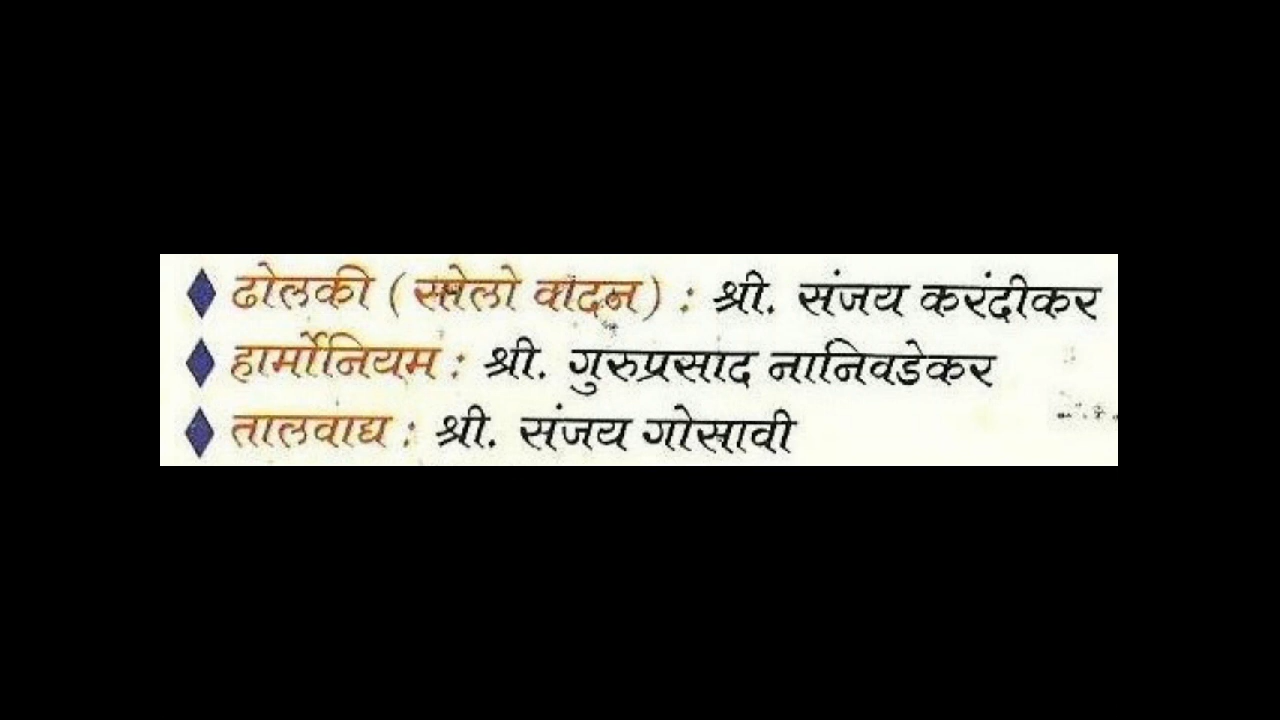 ढोलकी ( सोलो वादन ) : श्री. संजय करंदीकर
हार्मोनियम : श्री. गुरुप्रसाद नानिवडेकर
तालवाद्य : श्री. संजय गोसावी